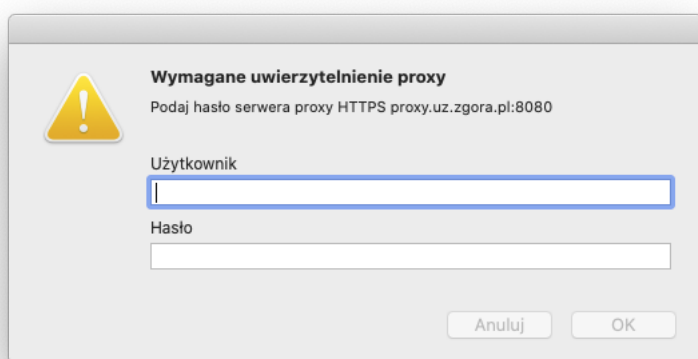 Wymagane uwierzytelnienie proxy
Podaj hasło serwera proxy HTTPS proxy.uz.zgora.pl:8080
Użytkownik
Hasło
Anuluj
OK